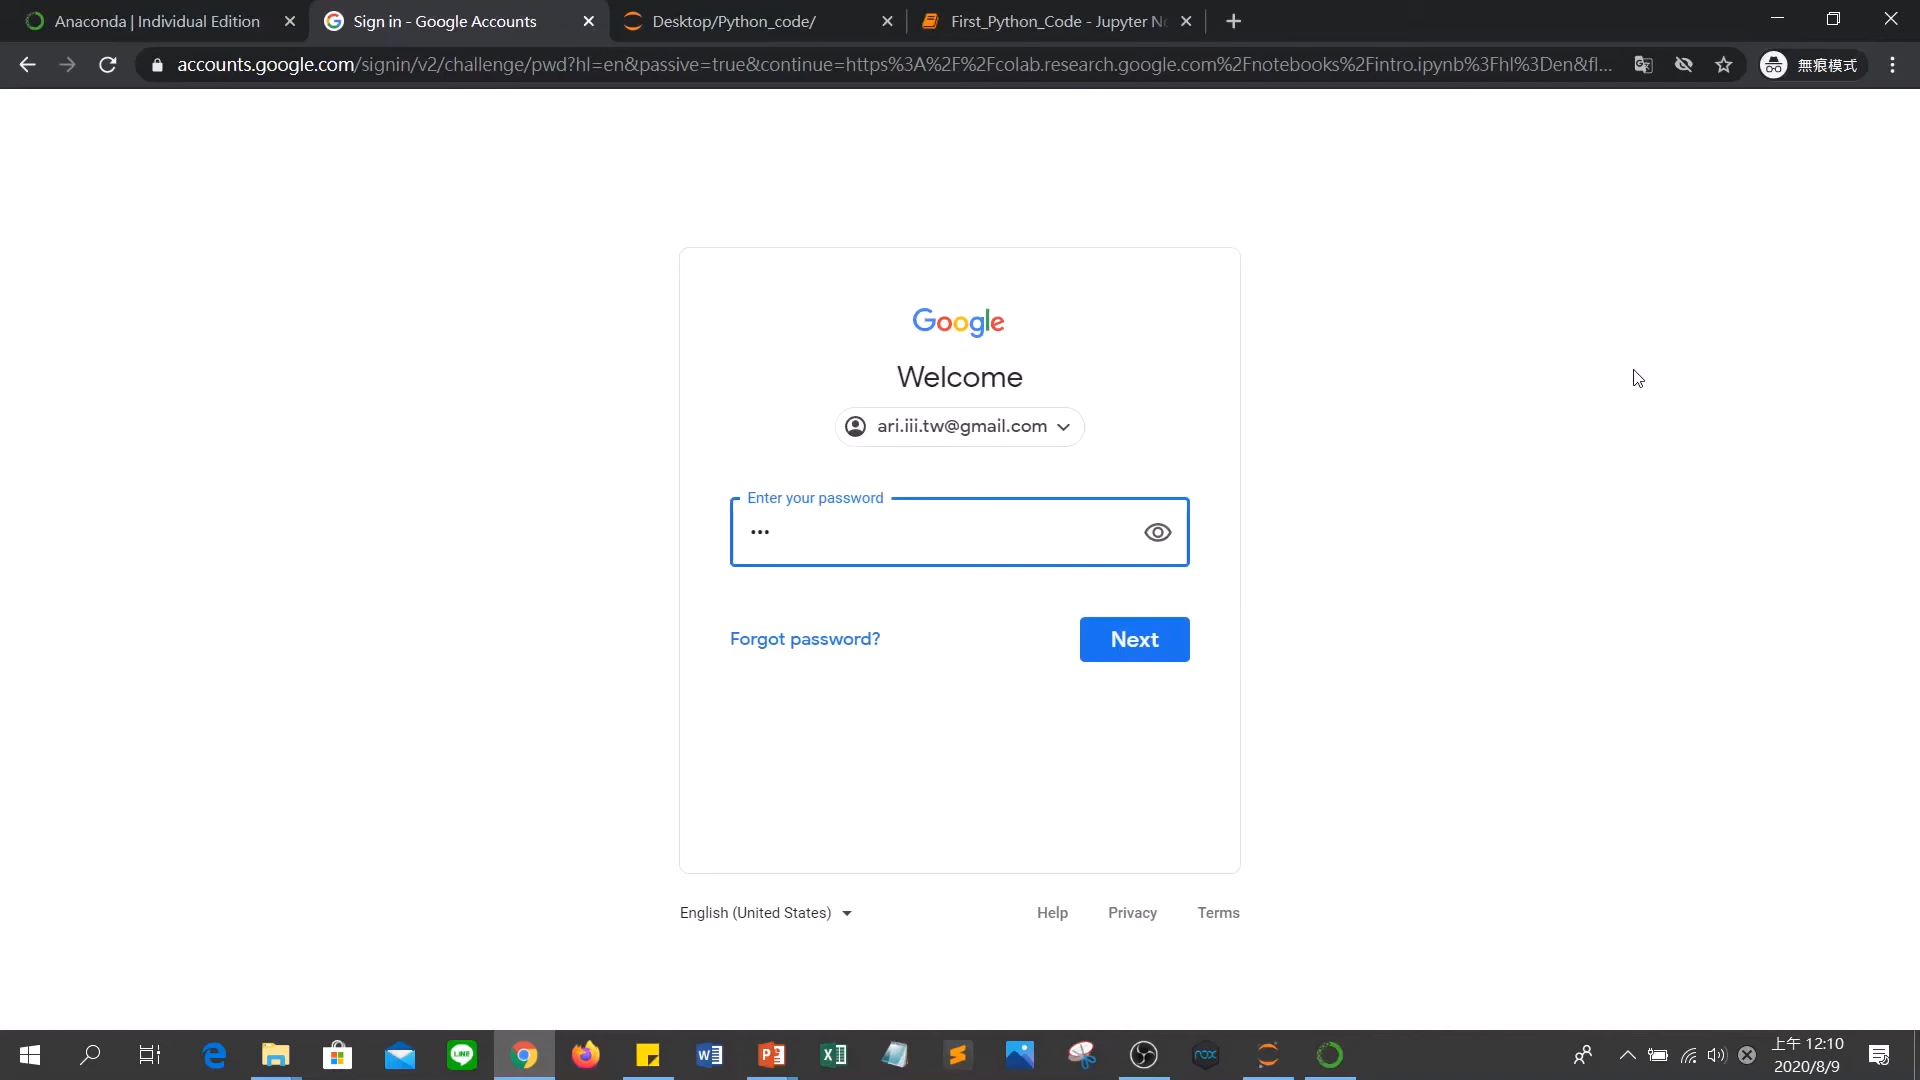 Anaconda | Individual Edition
Sign in - Google Accounts
Desktop/Python_code/
First_Python_Code - Jupyter N
accounts.google.com/signin/v2/challenge/pwd?hl=en&passive=true&continue=https%3A%2F%2Fcolab.research.google.com%2Fnotebooks%2Fintro.ipynb%3Fhl%3Den&fl...
無痕模式
Google
Welcome
ari.iii.tw@gmail.com
Enter your password
•••
Forgot password?
Next
English (United States)
Help
Privacy
Terms
上午 12:10
2020/8/9